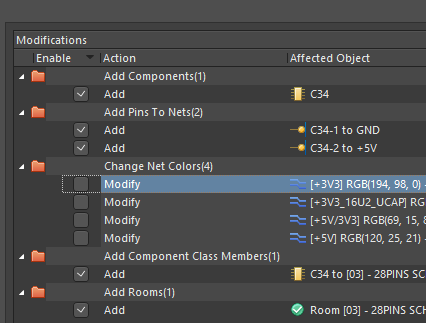 Modifications
Enable Action Affected Object
Add Components(1)
Add C34
Add Pins To Nets(2)
Add C34-1 to GND
Add C34-2 to +5V
Change Net Colors(4)
Modify [+3V3] RGB(194, 98, 0) -
Modify [+3V3_16U2_UCAP] RG
Modify [+5V/3V3] RGB(69, 15, 8
Modify [+5V] RGB(120, 25, 21) -
Add Component Class Members(1)
Add C34 to [03] - 28PINS SCH
Add Rooms(1)
Add Room [03] - 28PINS SCH